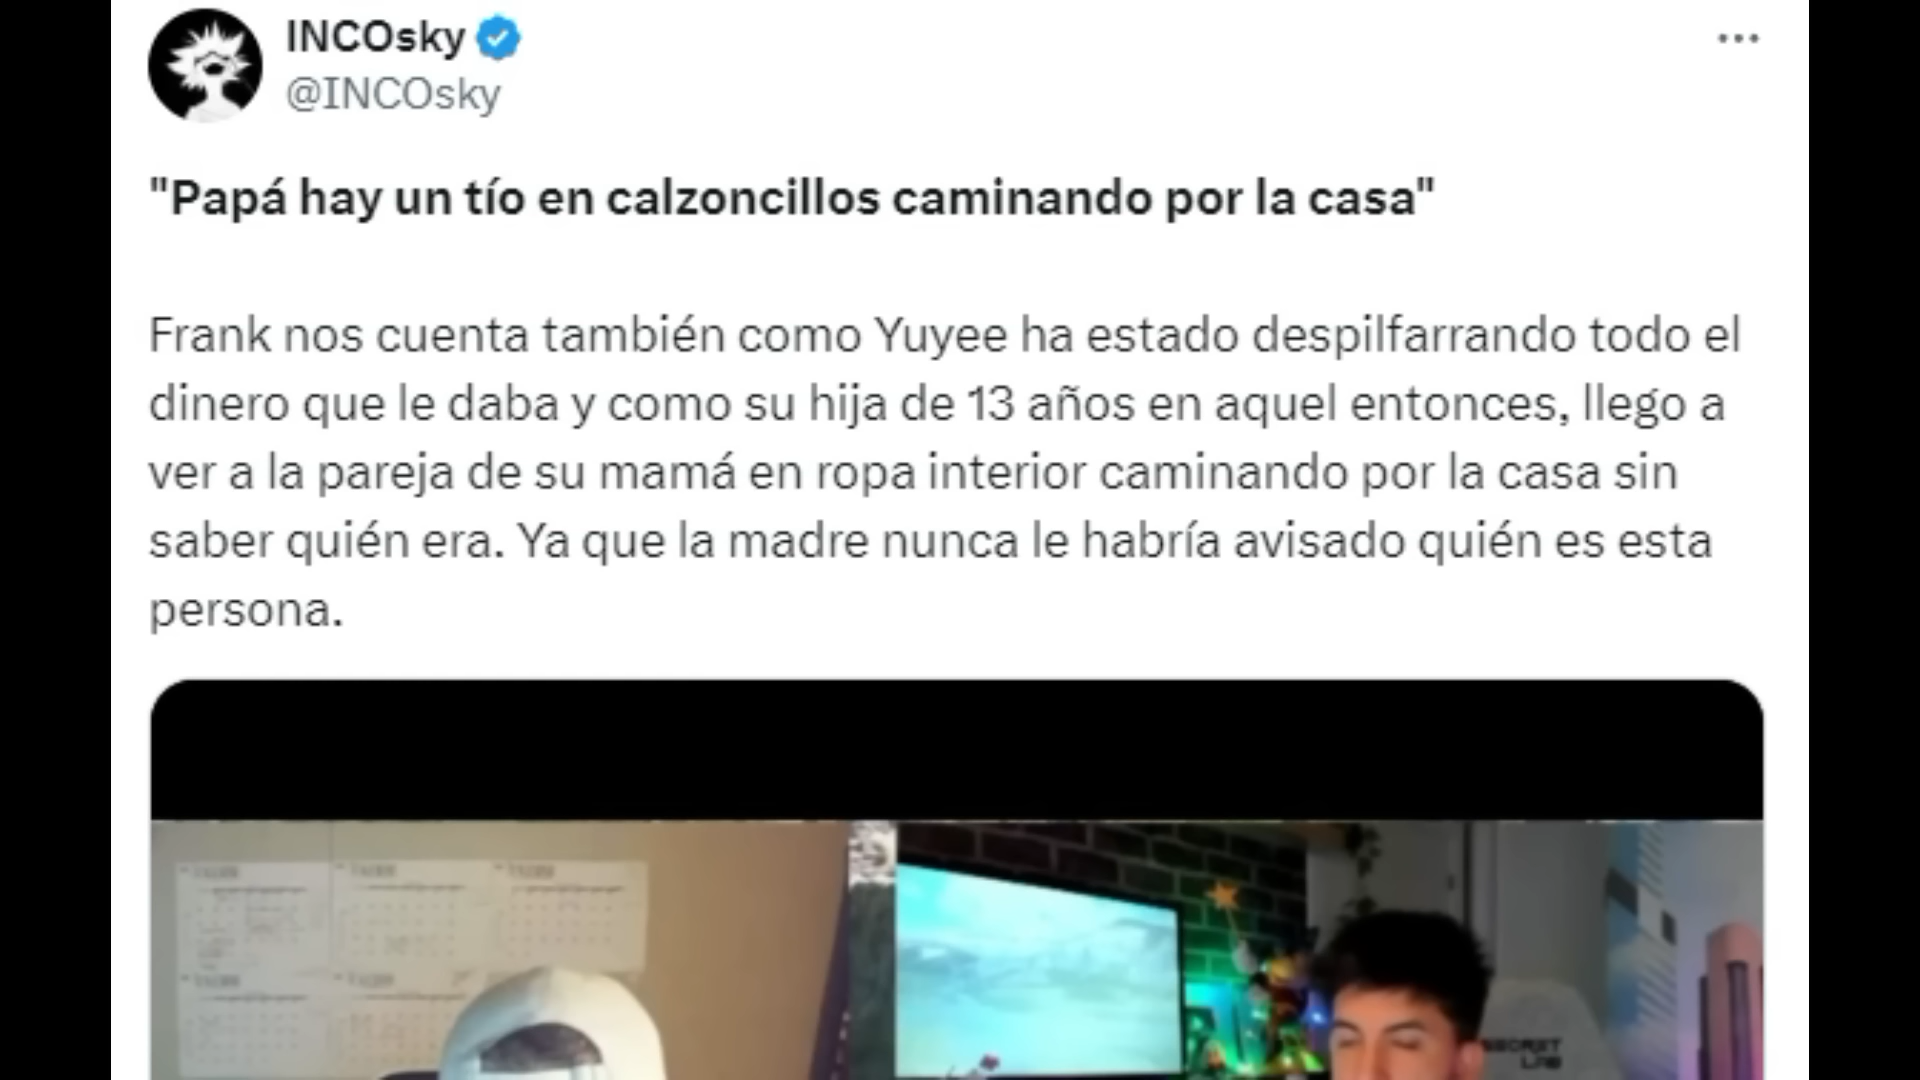 INCOsky
@INCOsky
"Papá hay un tío en calzoncillos caminando por la casa"
Frank nos cuenta también como Yuyee ha estado despilfarrando todo el
dinero que le daba y como su hija de 13 años en aquel entonces, llego a
ver a la pareja de su mamá en ropa interior caminando por la casa sin
saber quién era. Ya que la madre nunca le habría avisado quién es esta
persona.
SECRET
LAB